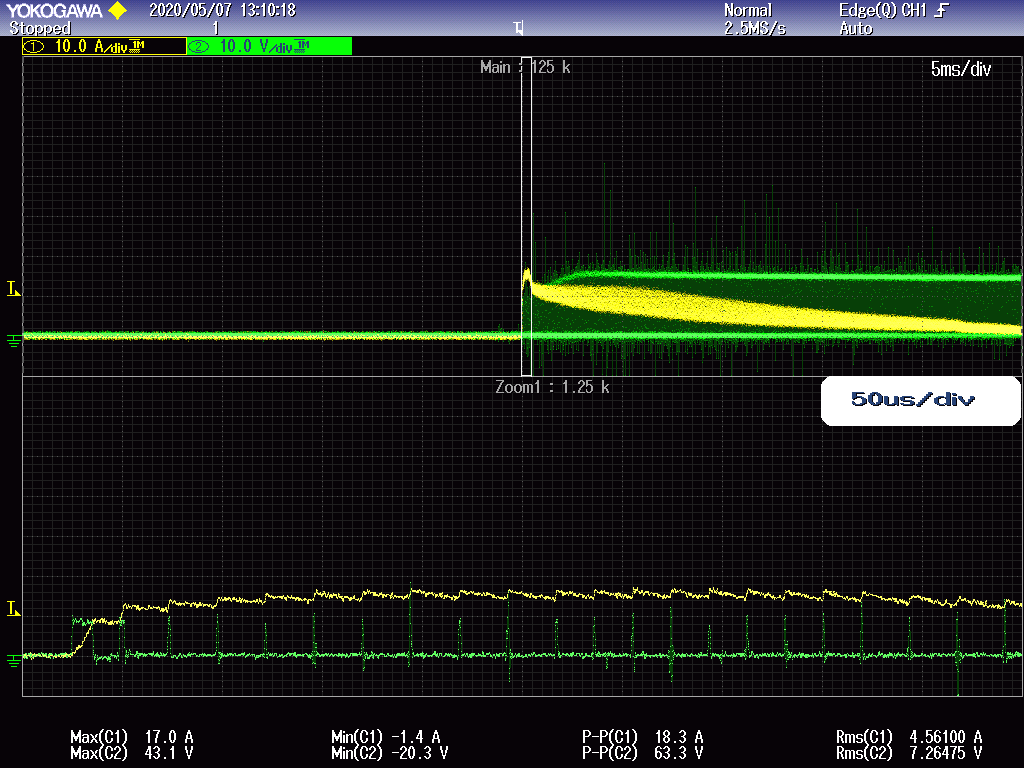 YOKOGAWA 2020/05/07 13:10:18 Normal Edge(Q) CH1
Stopped 1 T 2.5MS/s Auto
1 10.0 A/div 1M 2 10.0 V/div 1M
Main : 125 k 5ms/div
T
Zoom1 : 1.25 k
50us/div
T
Max(C1) 17.0 A Min(C1) -1.4 A P-P(C1) 18.3 A Rms(C1) 4.56100 A
Max(C2) 43.1 V Min(C2) -20.3 V P-P(C2) 63.3 V Rms(C2) 7.26475 V